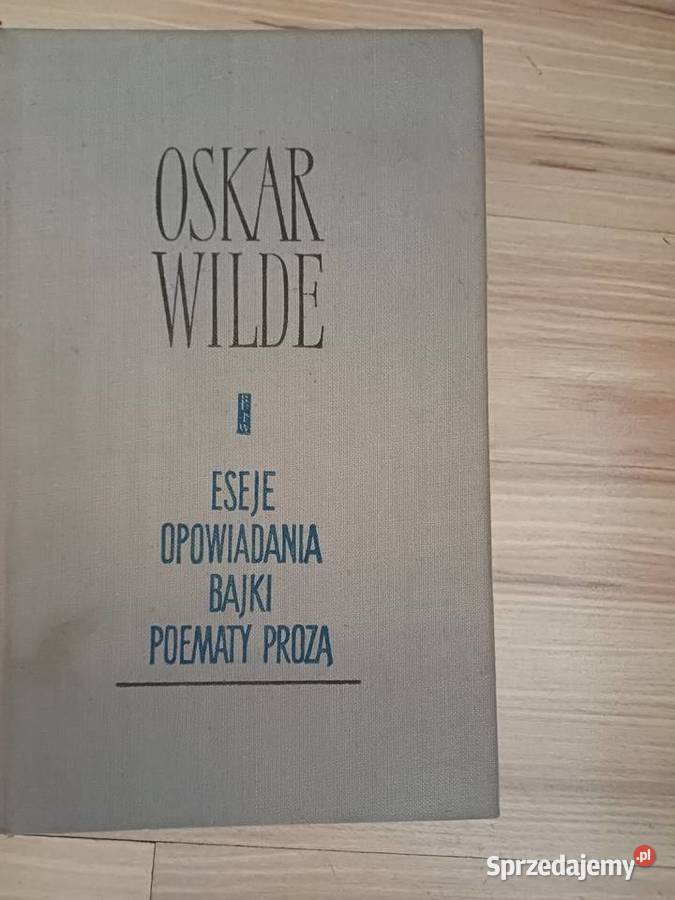 OSKAR
WILDE
ESEJE
OPOWIADANIA
BAJKI
POEMATY PROZĄ
Sprzedajemy.pl